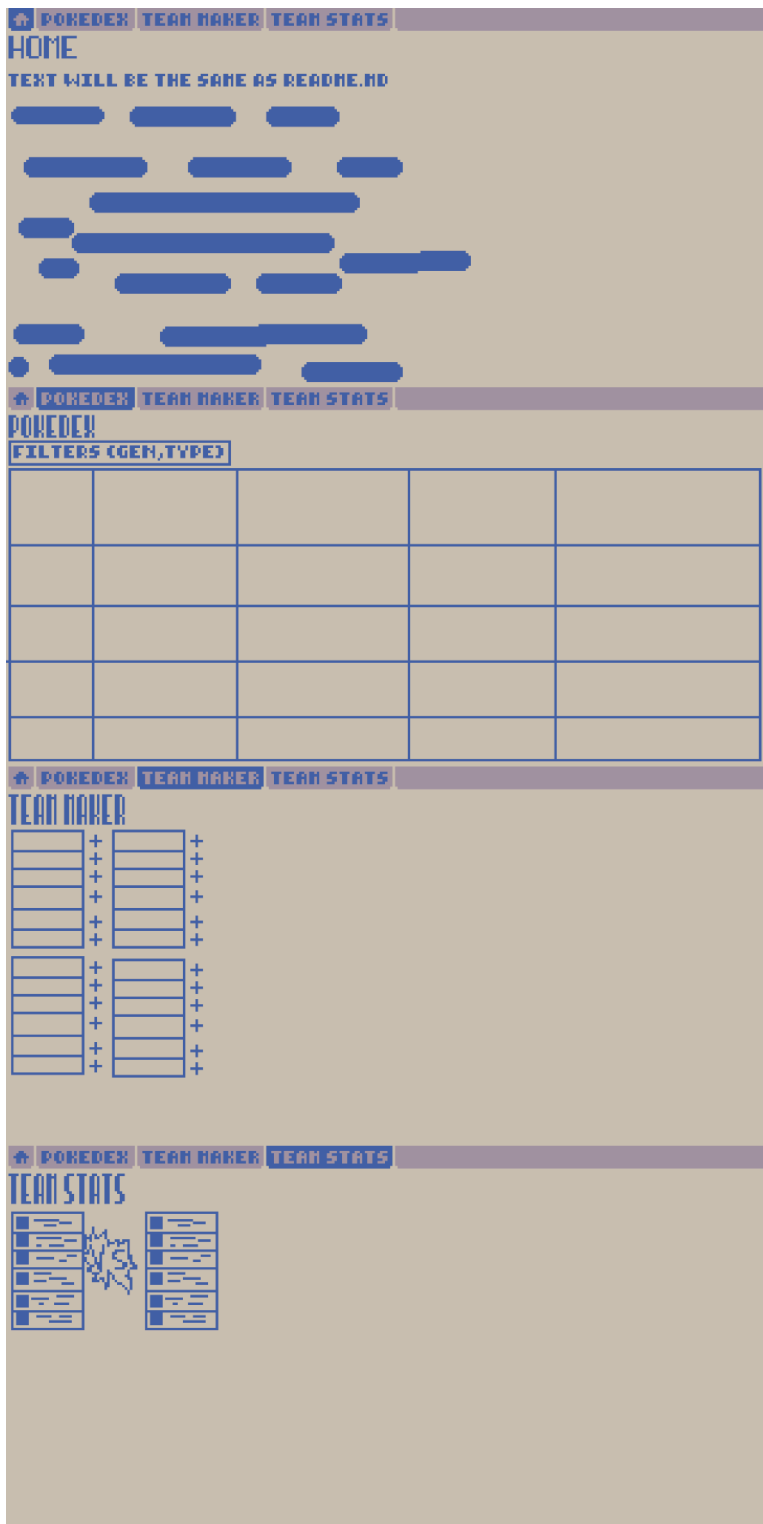 POKEDEX TEAM MAKER TEAM STATS
HOME
TEXT WILL BE THE SAME AS README.MD
POKEDEX TEAM MAKER TEAM STATS
POKEDEX
FILTERS (GEN,TYPE)
POKEDEX TEAM MAKER TEAM STATS
TEAM MAKER
+ +
+ +
+ +
+ +
+ +
+ +
+ +
+ +
+ +
+ +
+ +
+ +
POKEDEX TEAM MAKER TEAM STATS
TEAM STATS
VS